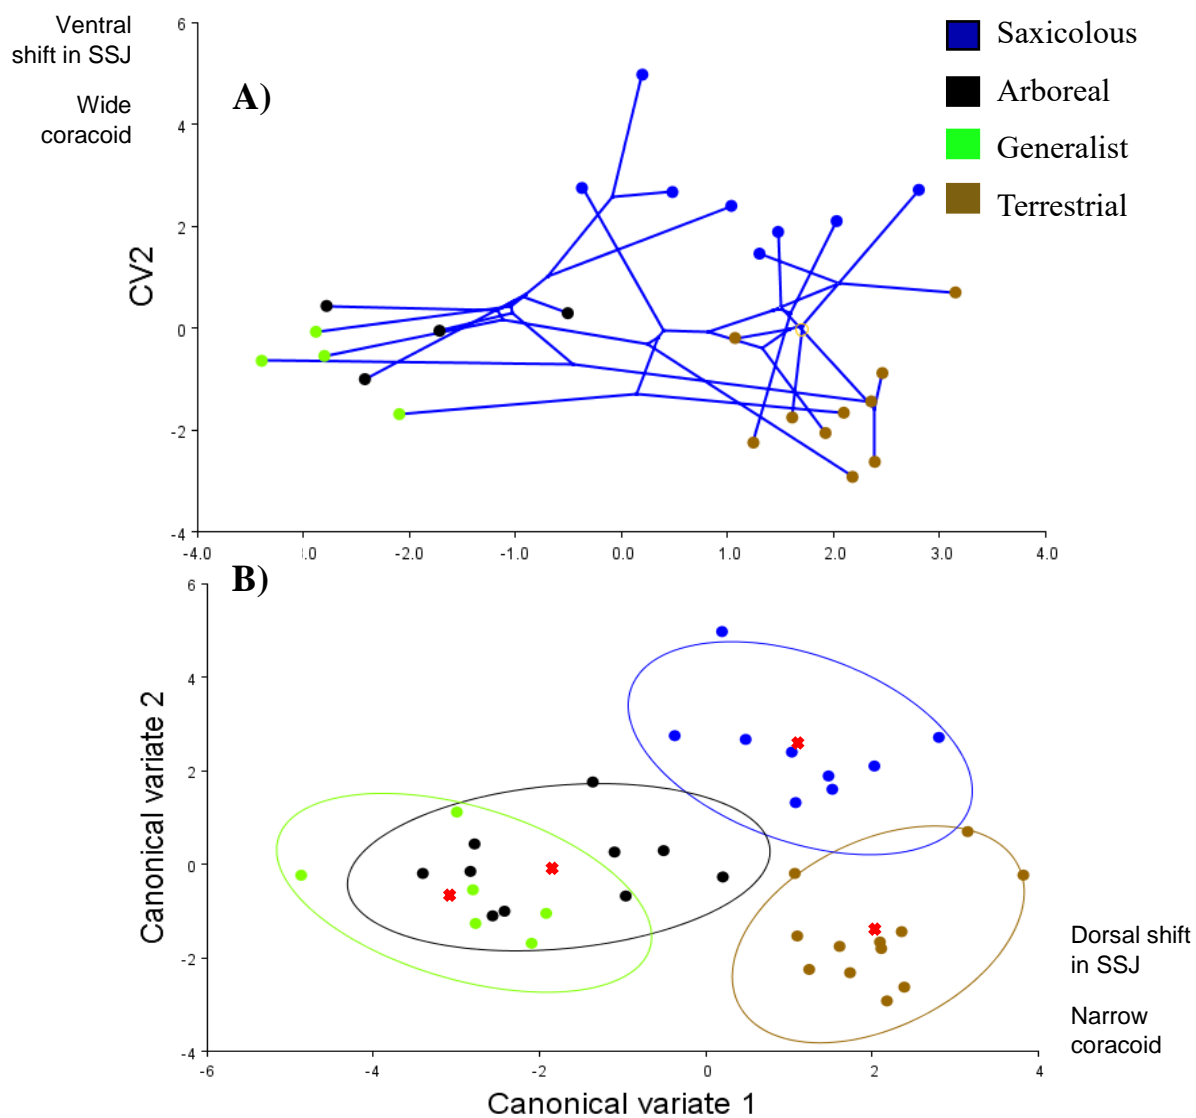 Ventral
shift in SSJ
Wide
coracoid
A)
Saxicolous
Arboreal
Generalist
Terrestrial
CV2
6
4
2
0
-2
-4
-4.0 :.0 -2.0 -1.0 0.0 1.0 2.0 3.0 4.0
B)
Canonical variate 2
6
4
2
0
-2
-4
-6 -4 -2 0 2 4
Canonical variate 1
Dorsal shift
in SSJ
Narrow
coracoid